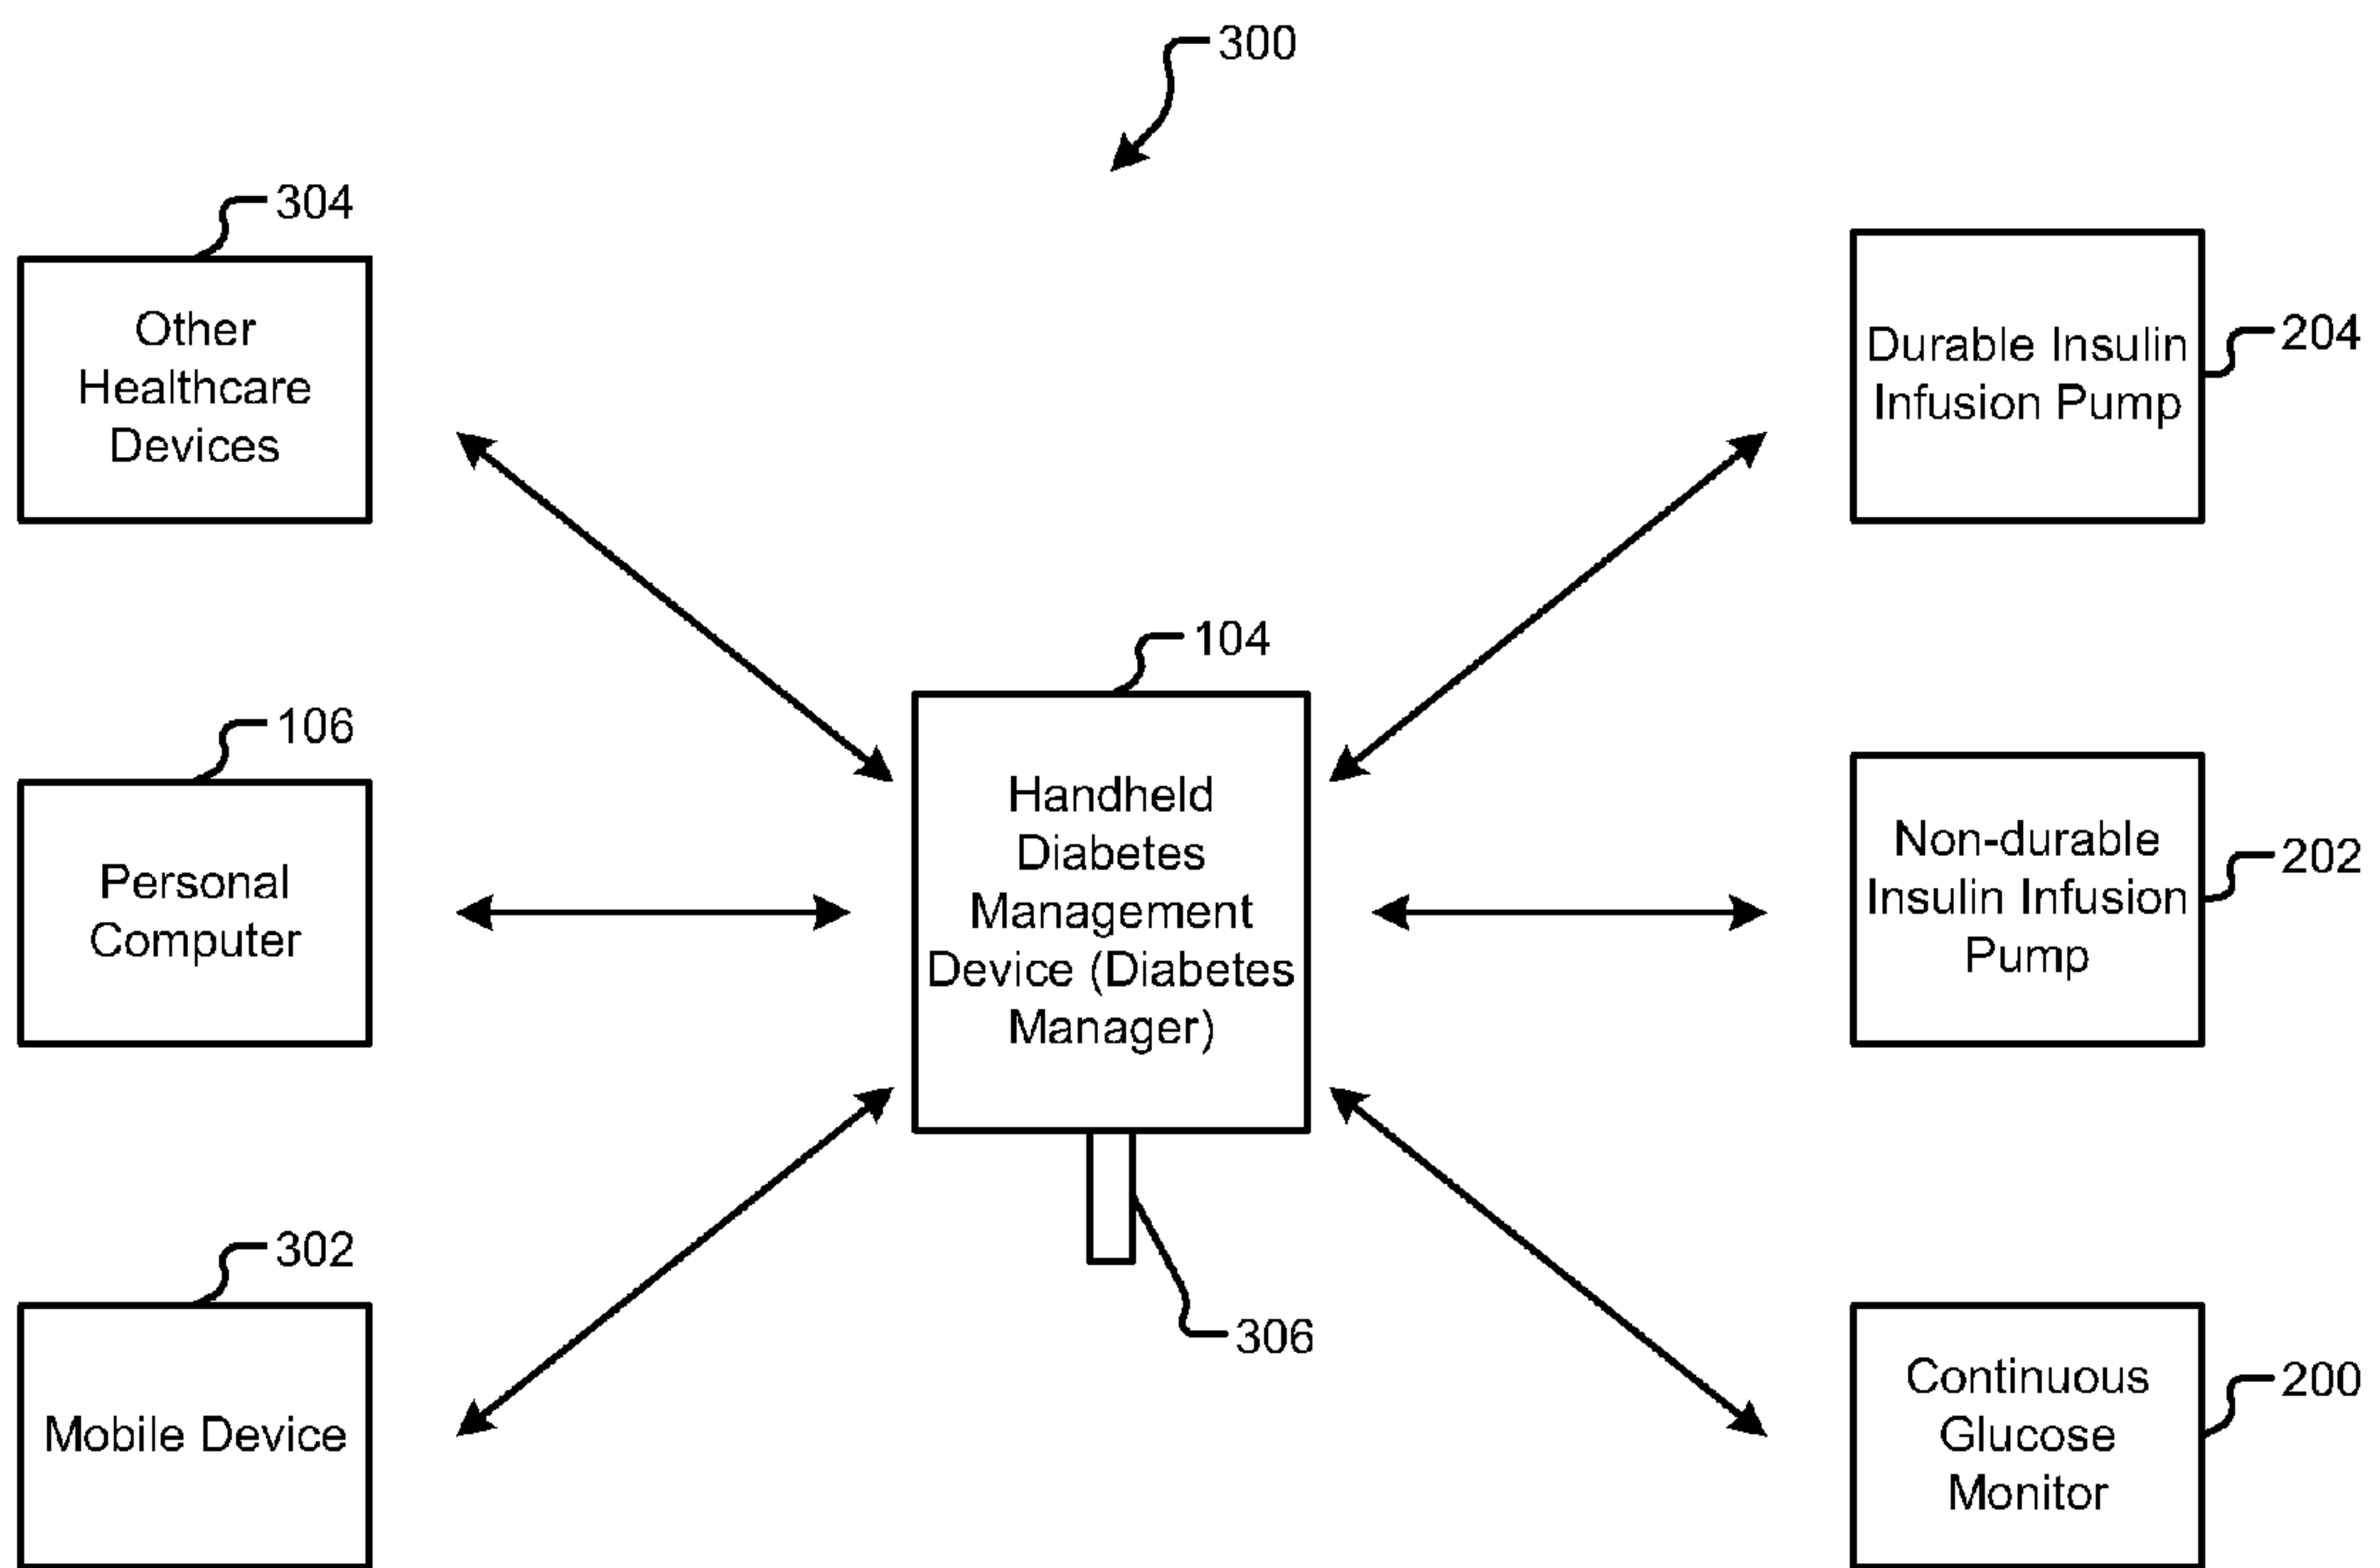 300
304
Other
Healthcare
Devices
Durable Insulin
Infusion Pump
204
104
106
Personal
Computer
Handheld
Diabetes
Management
Device (Diabetes
Manager)
Non-durable
Insulin Infusion
Pump
202
302
Mobile Device
306
Continuous
Glucose
Monitor
200